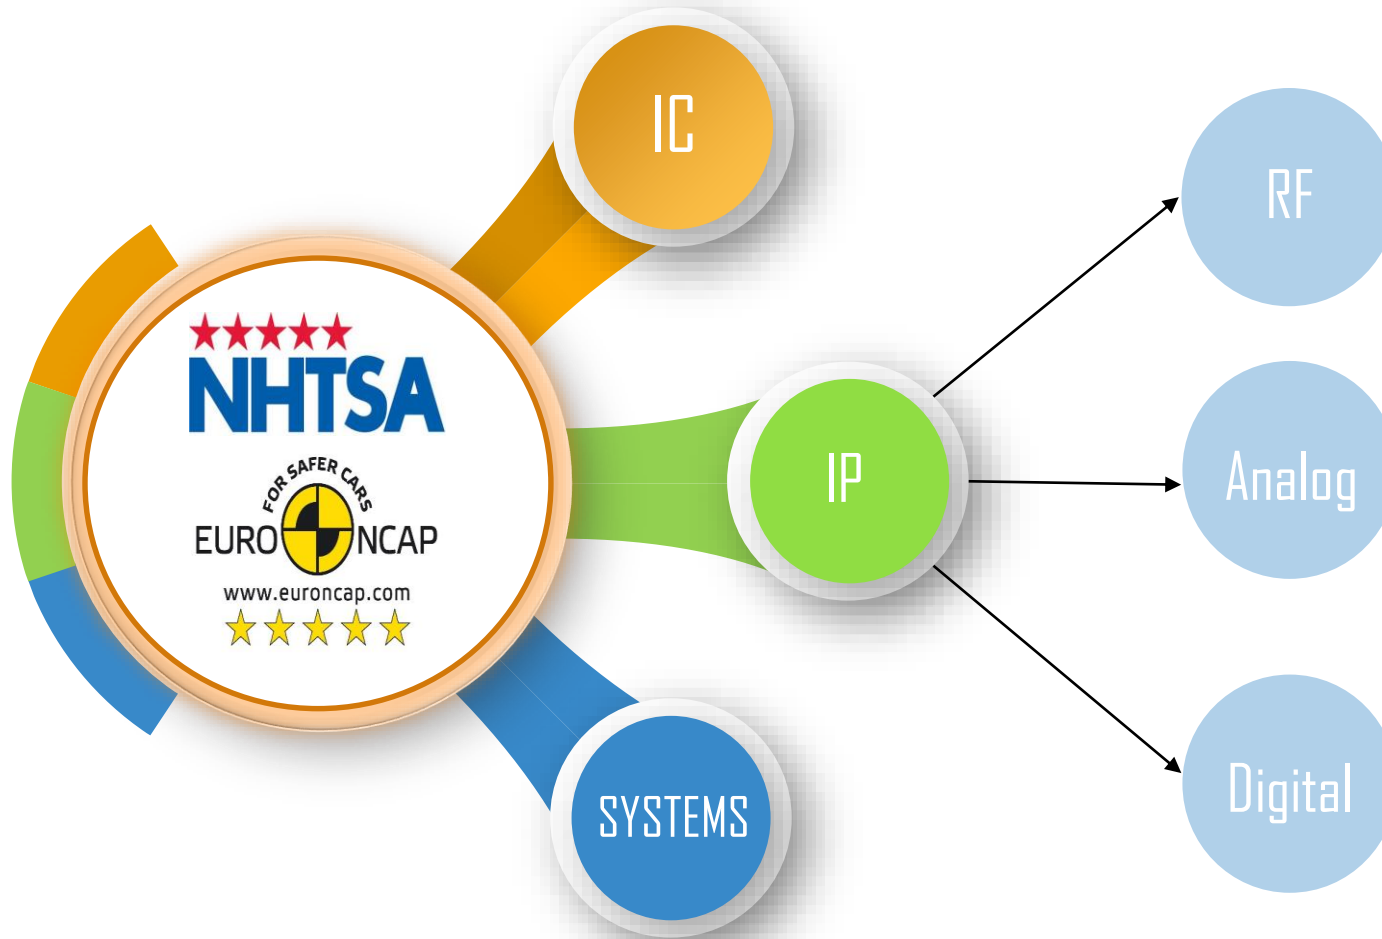 NHTSA
FOR SAFER CARS
EURO NCAP
www.euroncap.com
IC
IP
SYSTEMS
RF
Analog
Digital